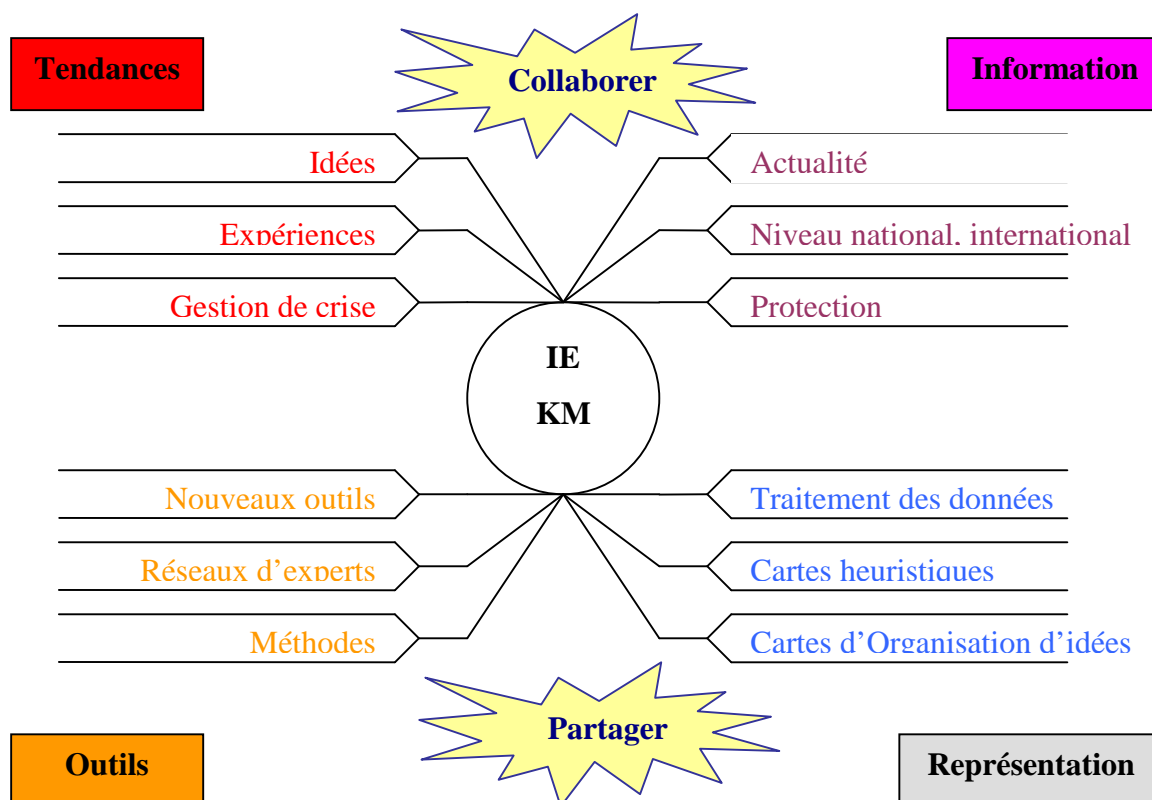 Tendances
Collaborer
Information
Idées
Actualité
Expériences
Niveau national, international
Gestion de crise
Protection
IE
KM
Nouveaux outils
Traitement des données
Réseaux d’experts
Cartes heuristiques
Méthodes
Cartes d’Organisation d’idées
Partager
Outils
Représentation